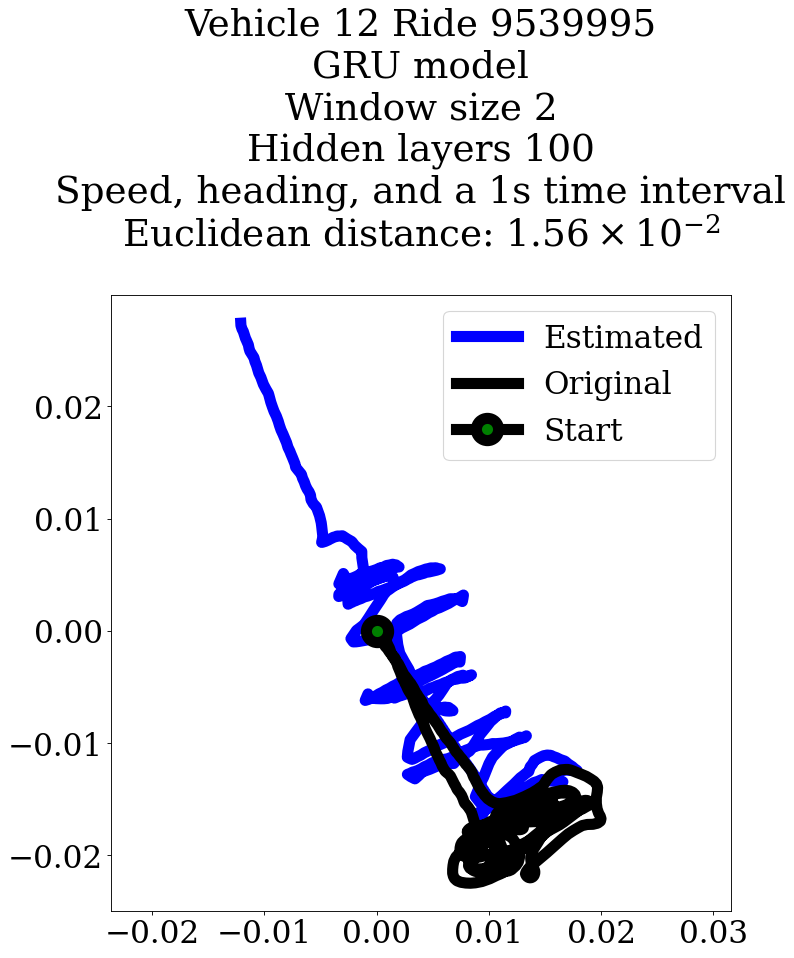 Vehicle 12 Ride 9539995
GRU model
Window size 2
Hidden layers 100
Speed, heading, and a 1s time interval
Euclidean distance: 1.56 × 10⁻²
Estimated
Original
Start
0.02
0.01
0.00
−0.01
−0.02
−0.02 −0.01 0.00 0.01 0.02 0.03